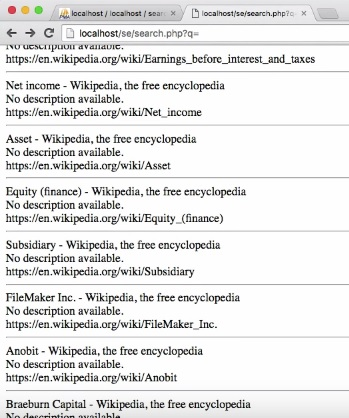 localhost / localhost / sear
localhost/se/search.php?q
localhost/se/search.php?q=
No description available.
https://en.wikipedia.org/wiki/Earnings_before_interest_and_taxes
Net income - Wikipedia, the free encyclopedia
No description available.
https://en.wikipedia.org/wiki/Net_income
Asset - Wikipedia, the free encyclopedia
No description available.
https://en.wikipedia.org/wiki/Asset
Equity (finance) - Wikipedia, the free encyclopedia
No description available.
https://en.wikipedia.org/wiki/Equity_(finance)
Subsidiary - Wikipedia, the free encyclopedia
No description available.
https://en.wikipedia.org/wiki/Subsidiary
FileMaker Inc. - Wikipedia, the free encyclopedia
No description available.
https://en.wikipedia.org/wiki/FileMaker_Inc.
Anobit - Wikipedia, the free encyclopedia
No description available.
https://en.wikipedia.org/wiki/Anobit
Braeburn Capital - Wikipedia, the free encyclopedia
No description available.